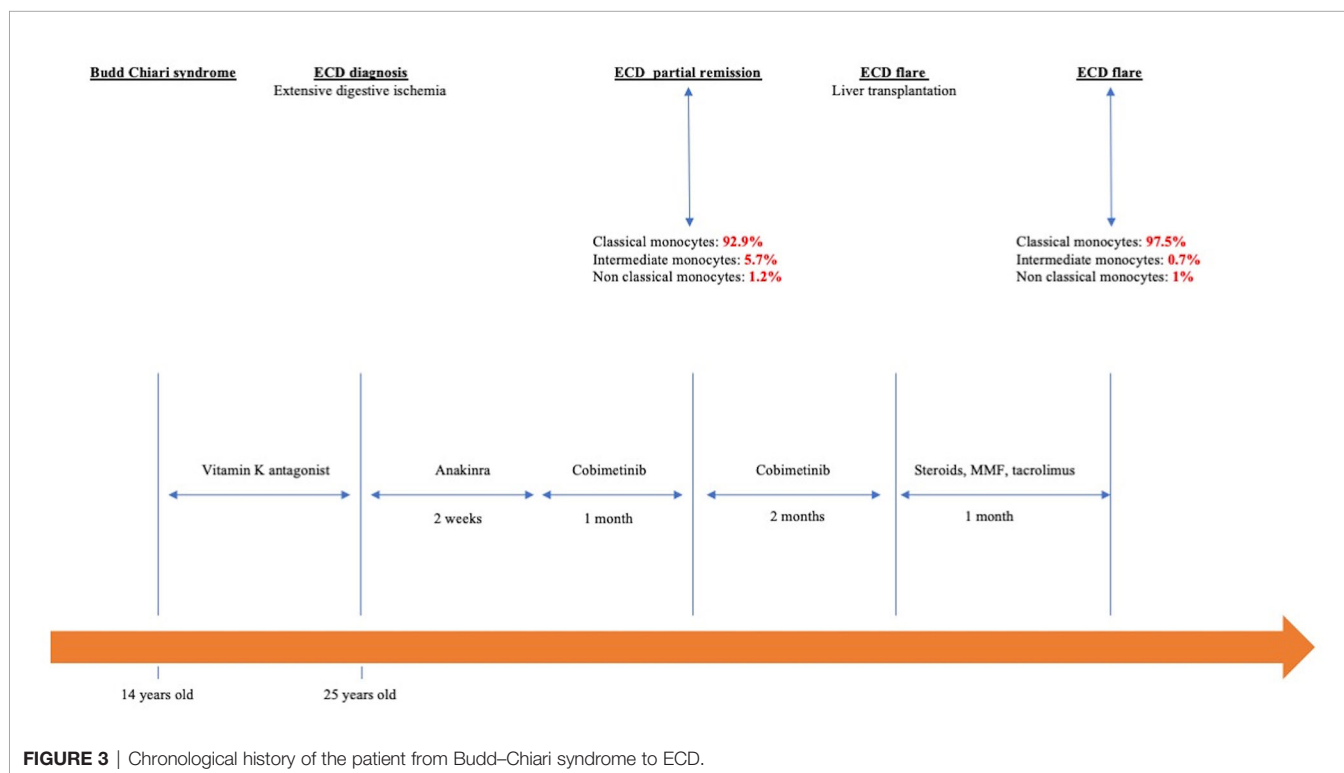 Budd Chiari syndrome
ECD diagnosis
Extensive digestive ischemia
ECD partial remission
ECD flare
Liver transplantation
ECD flare
Classical monocytes: 92.9%
Intermediate monocytes: 5.7%
Non classical monocytes: 1.2%
Classical monocytes: 97.5%
Intermediate monocytes: 0.7%
Non classical monocytes: 1%
Vitamin K antagonist
Anakinra
2 weeks
Cobimetinib
1 month
Cobimetinib
2 months
Steroids, MMF, tacrolimus
1 month
14 years old
25 years old
FIGURE 3 | Chronological history of the patient from Budd–Chiari syndrome to ECD.